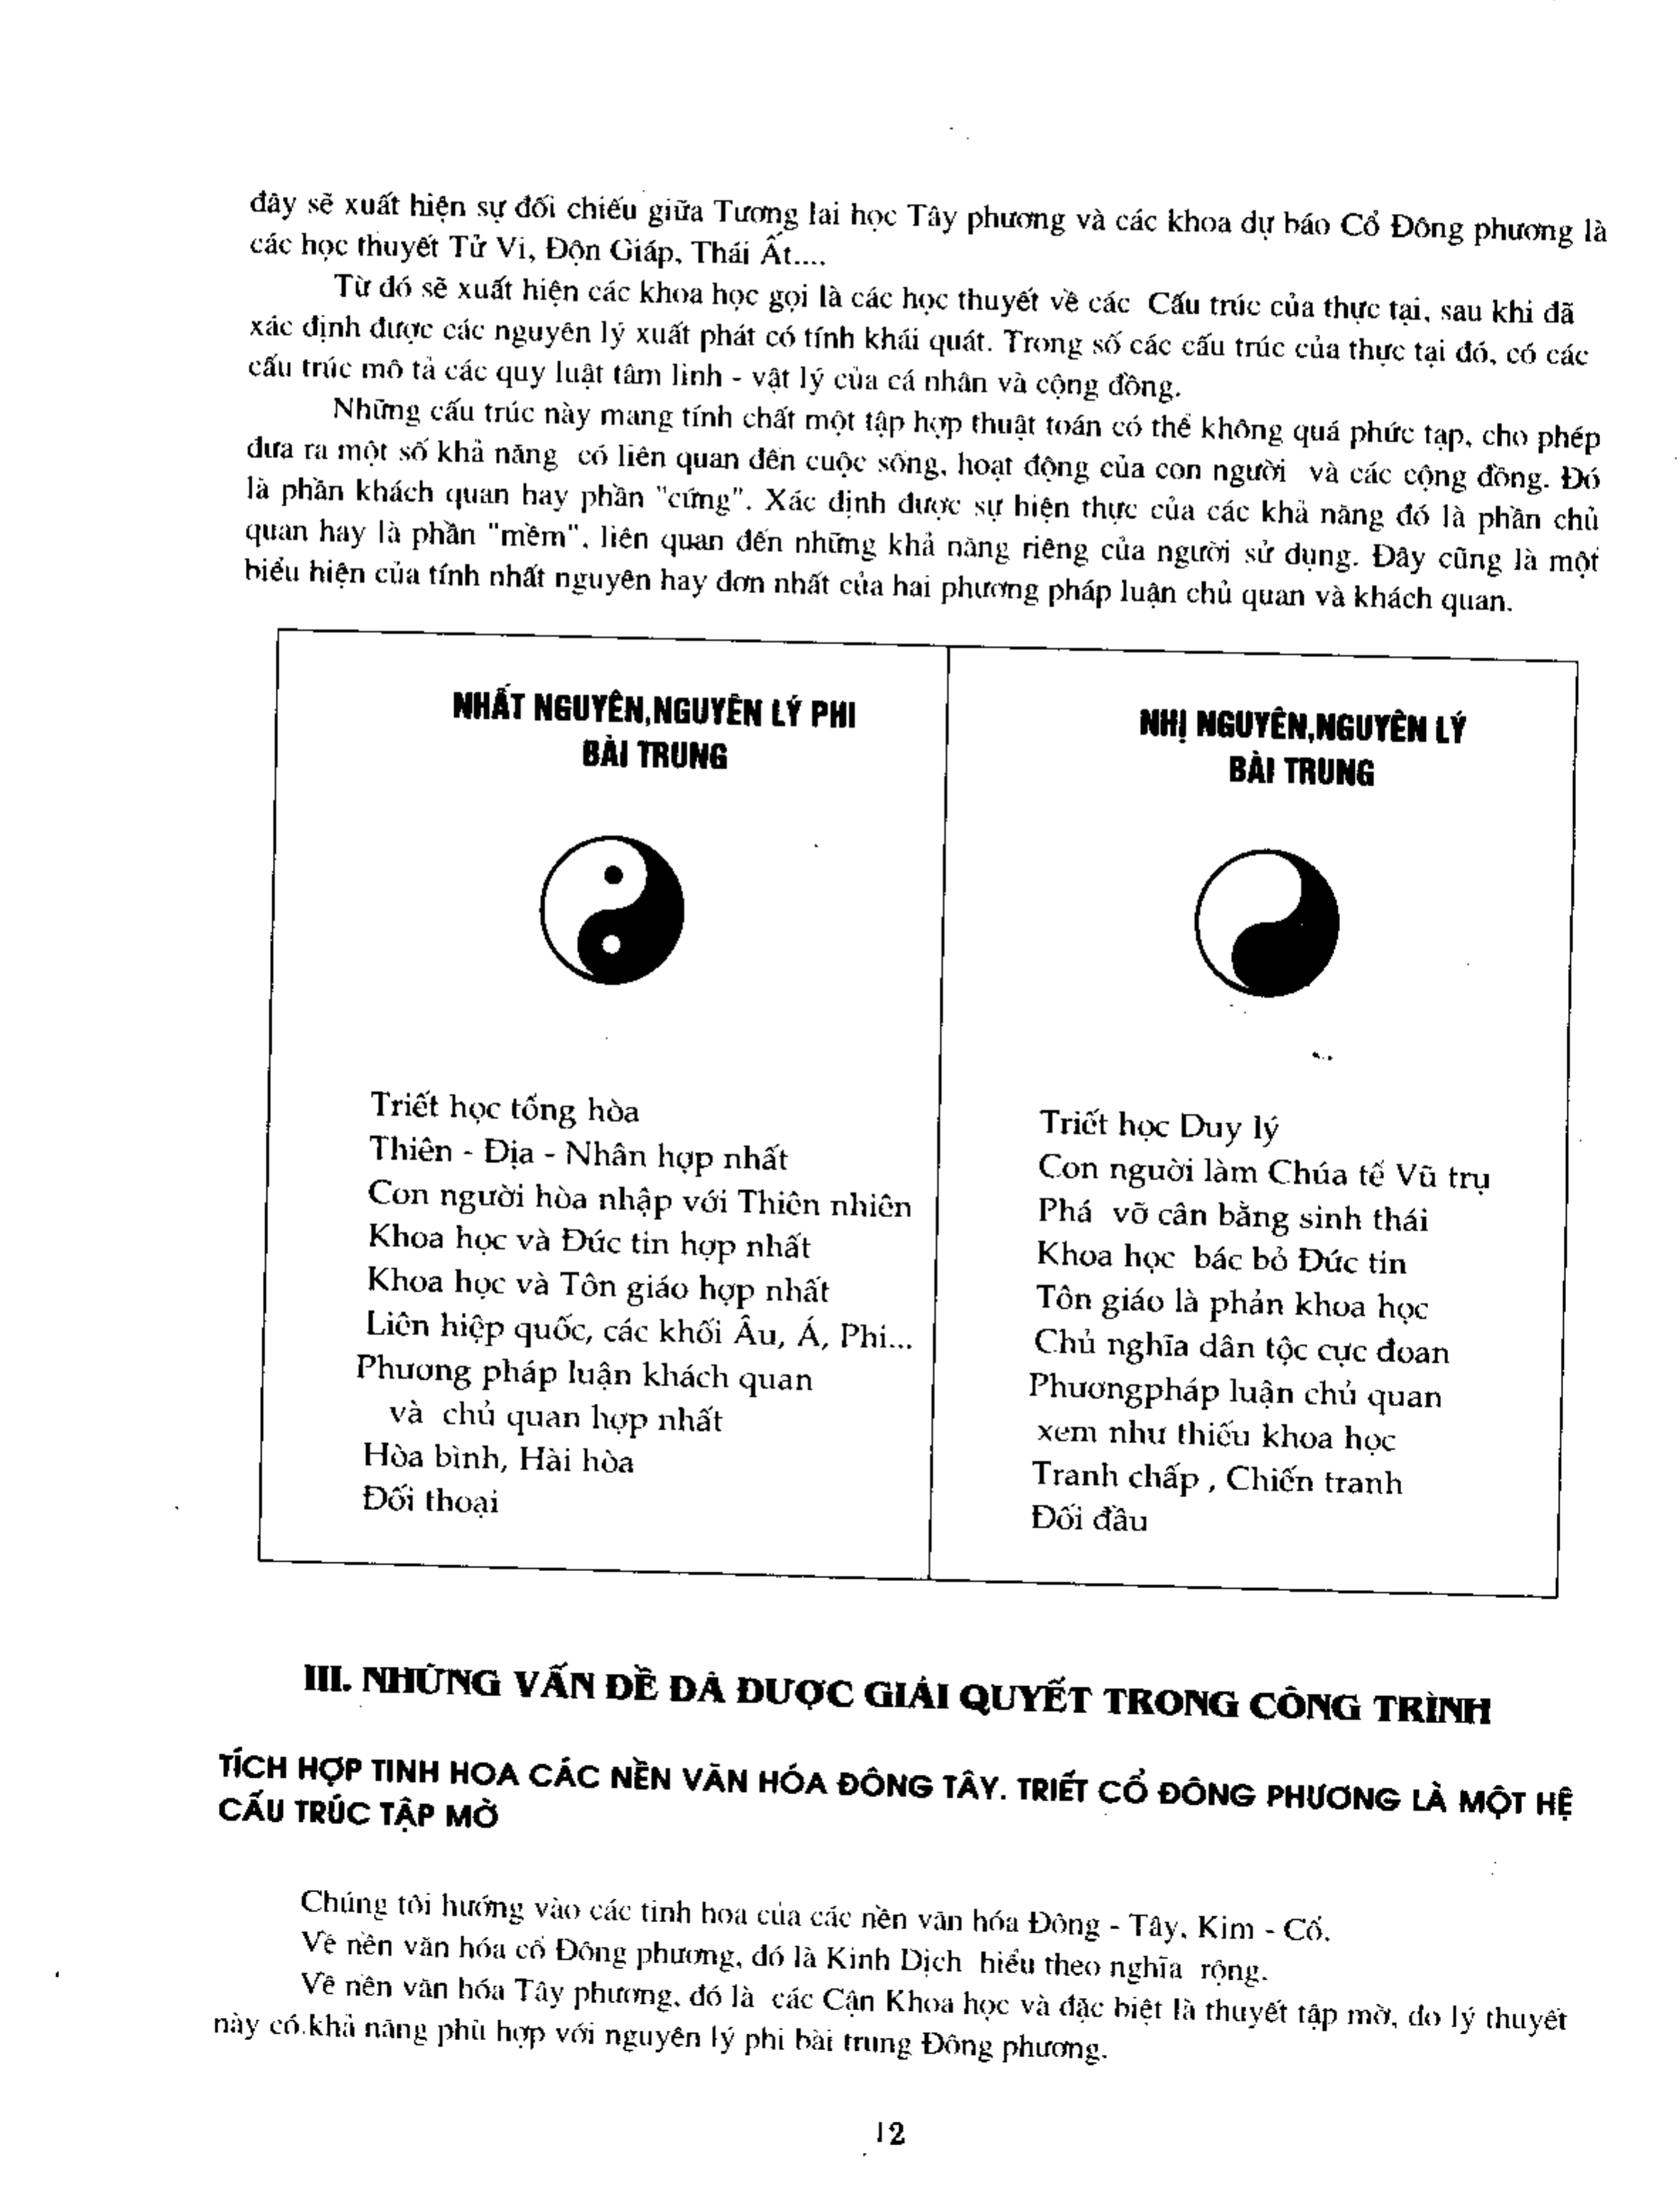 đây sẽ xuất hiện sự đối chiếu giữa Tương lai học Tây phương và các khoa dự báo Cổ Đông phương là
các học thuyết Tử Vi, Độn Giáp, Thái Ất....
Từ đó sẽ xuất hiện các khoa học gọi là các học thuyết về các Cấu trúc của thực tại, sau khi đã
xác định được các nguyên lý xuất phát có tính khái quát. Trong số các cấu trúc của thực tại đó, có các
cấu trúc mô tả các quy luật tâm linh - vật lý của cá nhân và cộng đồng.
Những cấu trúc này mang tính chất một tập hợp thuật toán có thể không quá phức tạp, cho phép
đưa ra một số khả năng có liên quan đến cuộc sống, hoạt động của con người và các cộng đồng. Đó
là phần khách quan hay phần "cứng". Xác định được sự hiện thực của các khả năng đó là phần chủ
quan hay là phần "mềm", liên quan đến những khả năng riêng của người sử dụng. Đây cũng là một
biểu hiện của tính nhất nguyên hay đơn nhất của hai phương pháp luận chủ quan và khách quan.
NHẤT NGUYÊN,NGUYÊN LÝ PHI
BÀI TRUNG
Triết học tổng hòa
Thiên - Địa - Nhân hợp nhất
Con người hòa nhập với Thiên nhiên
Khoa học và Đức tin hợp nhất
Khoa học và Tôn giáo hợp nhất
Liên hiệp quốc, các khối Âu, Á, Phi...
Phương pháp luận khách quan
và chủ quan hợp nhất
Hòa bình, Hài hòa
Đối thoại
NHỊ NGUYÊN,NGUYÊN LÝ
BÀI TRUNG
Triết học Duy lý
Con nguời làm Chúa tể Vũ trụ
Phá vỡ cân bằng sinh thái
Khoa học bác bỏ Đức tin
Tôn giáo là phản khoa học
Chủ nghĩa dân tộc cực đoan
Phươngpháp luận chủ quan
xem như thiếu khoa học
Tranh chấp , Chiến tranh
Đối đầu
III. NHỮNG VẤN ĐỀ ĐÃ ĐƯỢC GIẢI QUYẾT TRONG CÔNG TRÌNH
TÍCH HỢP TINH HOA CÁC NỀN VĂN HÓA ĐÔNG TÂY. TRIẾT CỔ ĐÔNG PHƯƠNG LÀ MỘT HỆ
CẤU TRÚC TẬP MỜ
Chúng tôi hướng vào các tinh hoa của các nền văn hóa Đông - Tây, Kim - Cổ.
Về nền văn hóa cổ Đông phương, đó là Kinh Dịch hiểu theo nghĩa rộng.
Về nền văn hóa Tây phương, đó là các Cận Khoa học và đặc biệt là thuyết tập mờ, do lý thuyết
này có khả năng phù hợp với nguyên lý phi bài trung Đông phương.
12